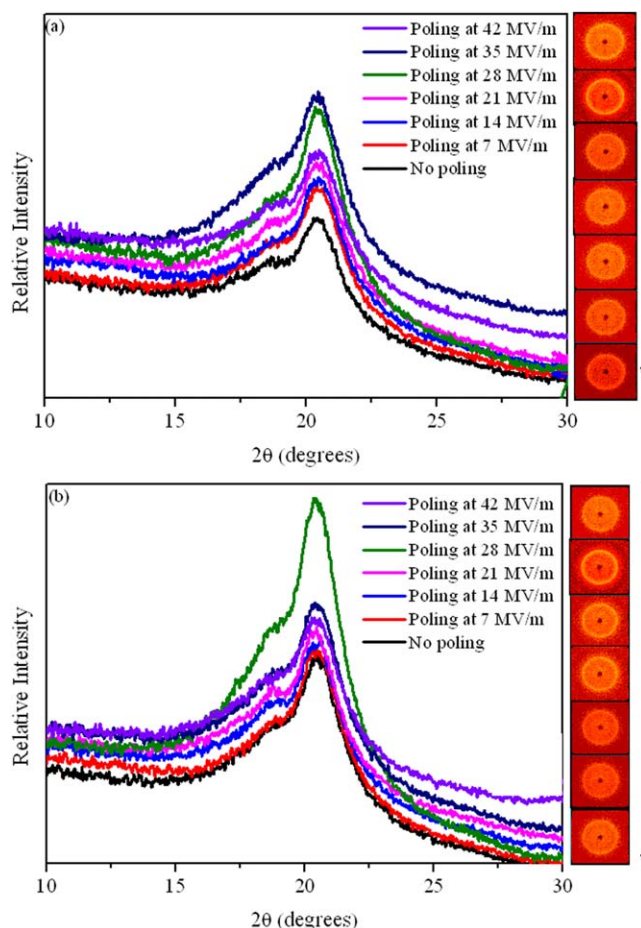 (a)
Poling at 42 MV/m
Poling at 35 MV/m
Poling at 28 MV/m
Poling at 21 MV/m
Poling at 14 MV/m
Poling at 7 MV/m
No poling
Relative Intensity
10 15 20 25 30
2θ (degrees)
(b)
Poling at 42 MV/m
Poling at 35 MV/m
Poling at 28 MV/m
Poling at 21 MV/m
Poling at 14 MV/m
Poling at 7 MV/m
No poling
Relative Intensity
10 15 20 25 30
2θ (degrees)